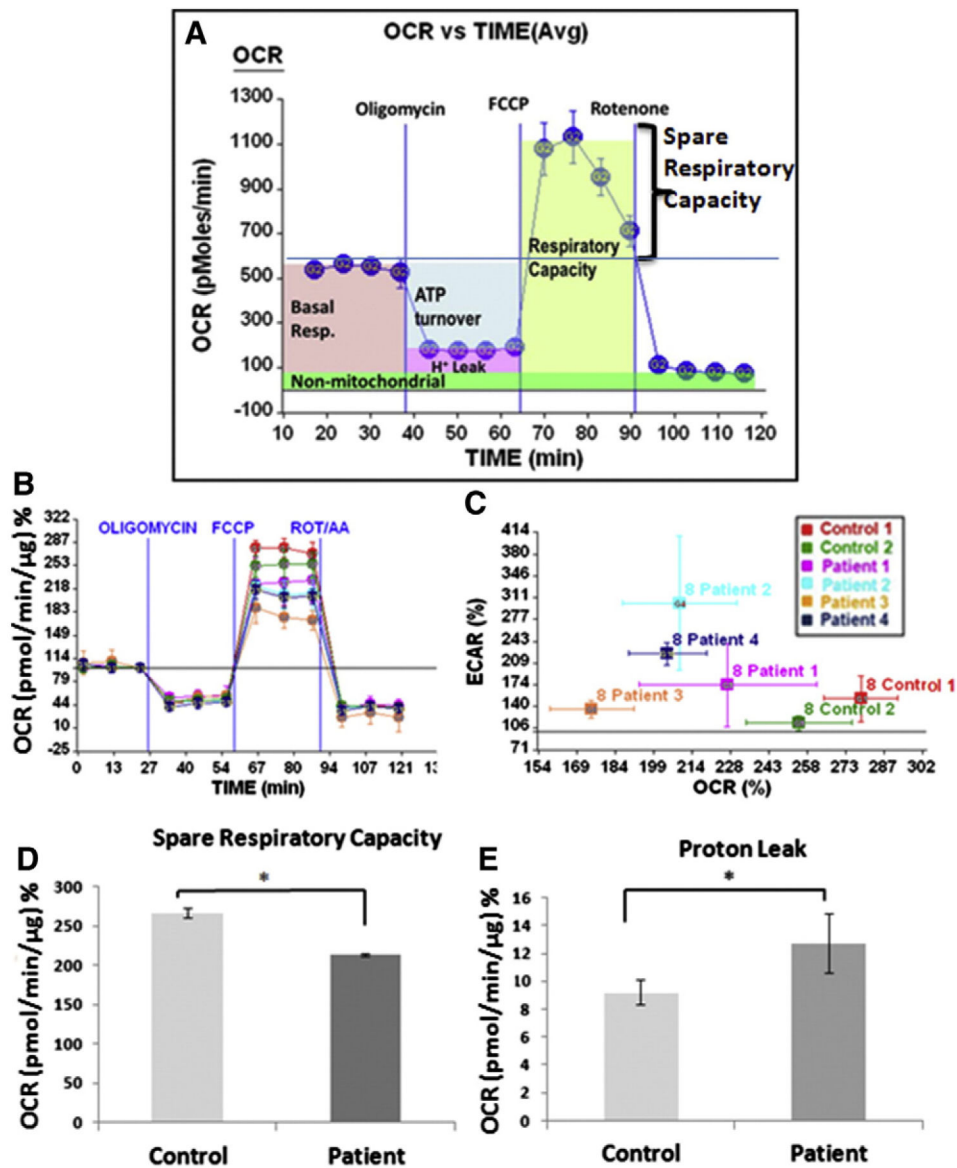 A
OCR vs TIME(Avg)
OCR
1300
1100
900
700
500
300
100
-100
OCR (pMoles/min)
Oligomycin
FCCP
Rotenone
Spare
Respiratory
Capacity
Respiratory
Capacity
Basal
Resp.
ATP
turnover
H+ Leak
Non-mitochondrial
10 20 30 40 50 60 70 80 90 100 110 120
TIME (min)
B
OCR (pmol/min/µg) %
322
287
253
218
183
149
114
79
44
10
-25
OLIGOMYCIN FCCP ROT/AA
0 13 27 40 54 67 80 94 107 121
TIME (min)
C
ECAR (%)
414
380
346
311
277
243
209
174
140
106
71
8 Patient 2
8 Patient 4
8 Patient 1
8 Patient 3
8 Control 1
8 Control 2
Control 1
Control 2
Patient 1
Patient 2
Patient 3
Patient 4
154 169 184 199 214 228 243 258 273 287 302
OCR (%)
D
Spare Respiratory Capacity
OCR (pmol/min/µg) %
300
250
200
150
100
50
0
*
Control Patient
E
Proton Leak
OCR (pmol/min/µg) %
16
14
12
10
8
6
4
2
0
*
Control Patient